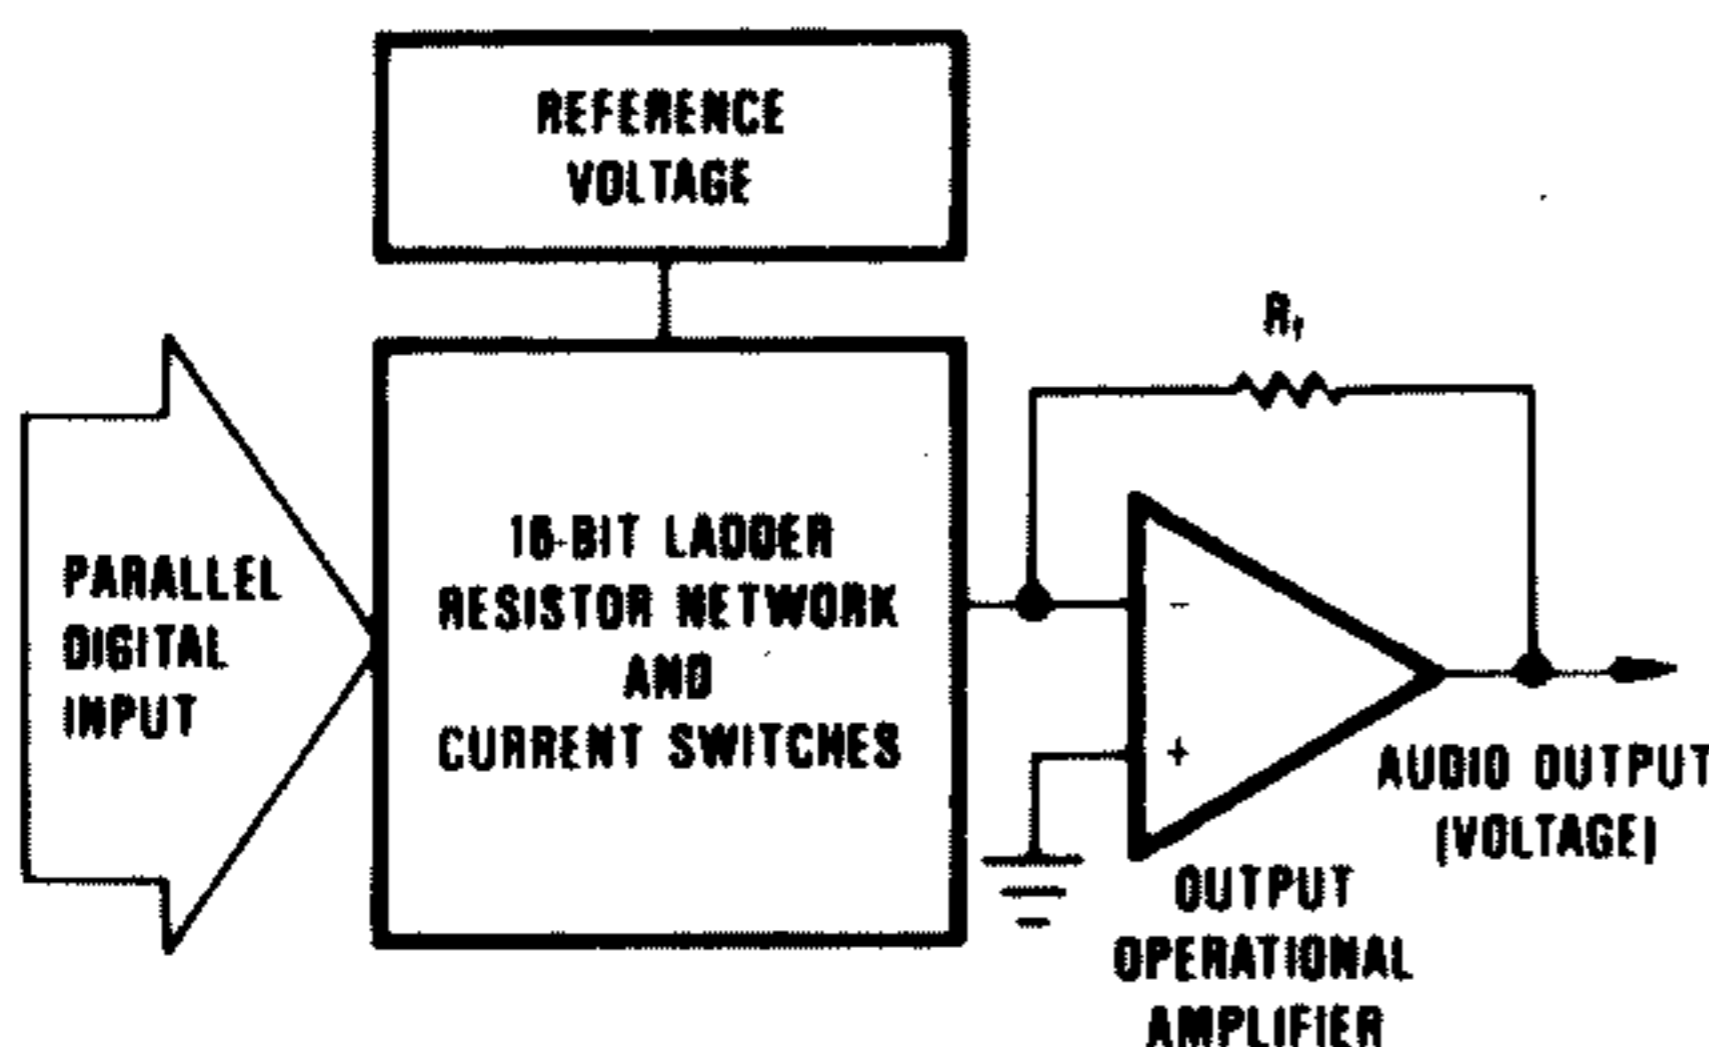 REFERENCE
VOLTAGE
Rf
PARALLEL
DIGITAL
INPUT
16-BIT LADDER
RESISTOR NETWORK
AND
CURRENT SWITCHES
-
+
AUDIO OUTPUT
(VOLTAGE)
OUTPUT
OPERATIONAL
AMPLIFIER